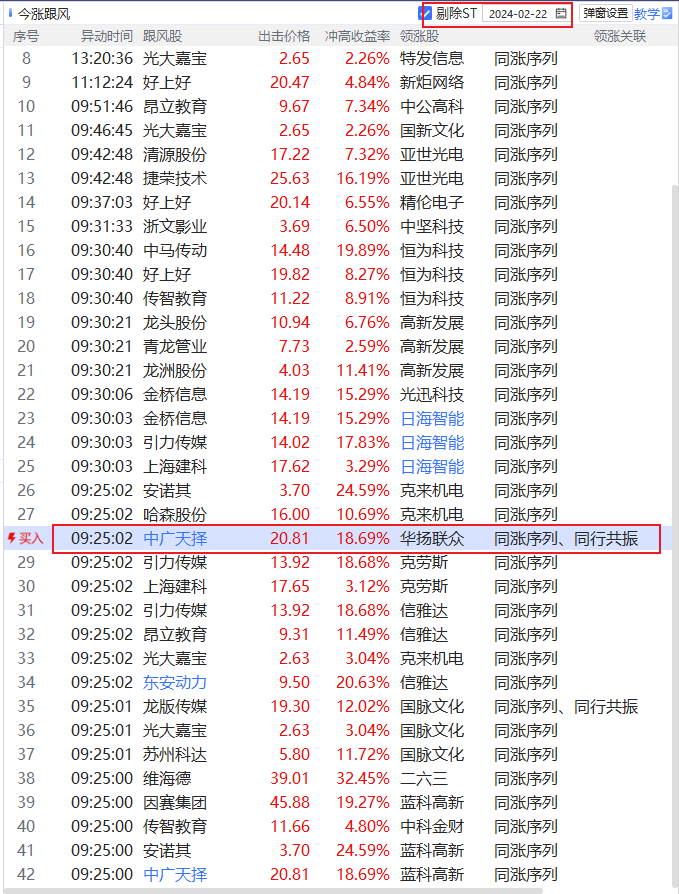 今涨跟风 剔除ST 2024-02-22 弹窗设置 教学
序号 异动时间 跟风股 出击价格 冲高收益率 领涨股 领涨关联
8 13:20:36 光大嘉宝 2.65 2.26% 特发信息 同涨序列
9 11:12:24 好上好 20.47 4.84% 新炬网络 同涨序列
10 09:51:46 昂立教育 9.67 7.34% 中公高科 同涨序列
11 09:46:45 光大嘉宝 2.65 2.26% 国新文化 同涨序列
12 09:42:48 清源股份 17.22 7.32% 亚世光电 同涨序列
13 09:42:48 捷荣技术 25.63 16.19% 亚世光电 同涨序列
14 09:37:03 好上好 20.14 6.55% 精伦电子 同涨序列
15 09:31:33 浙文影业 3.69 6.50% 中坚科技 同涨序列
16 09:30:40 中马传动 14.48 19.89% 恒为科技 同涨序列
17 09:30:40 好上好 19.82 8.27% 恒为科技 同涨序列
18 09:30:40 传智教育 11.22 8.91% 恒为科技 同涨序列
19 09:30:21 龙头股份 10.94 6.76% 高新发展 同涨序列
20 09:30:21 青龙管业 7.73 2.59% 高新发展 同涨序列
21 09:30:21 龙洲股份 4.03 11.41% 高新发展 同涨序列
22 09:30:06 金桥信息 14.19 15.29% 光迅科技 同涨序列
23 09:30:03 金桥信息 14.19 15.29% 日海智能 同涨序列
24 09:30:03 引力传媒 14.02 17.83% 日海智能 同涨序列
25 09:30:03 上海建科 17.62 3.29% 日海智能 同涨序列
26 09:25:02 安诺其 3.70 24.59% 克来机电 同涨序列
27 09:25:02 哈森股份 16.00 10.69% 克来机电 同涨序列
买入 09:25:02 中广天择 20.81 18.69% 华扬联众 同涨序列、同行共振
29 09:25:02 引力传媒 13.92 18.68% 克劳斯 同涨序列
30 09:25:02 上海建科 17.65 3.12% 克劳斯 同涨序列
31 09:25:02 引力传媒 13.92 18.68% 信雅达 同涨序列
32 09:25:02 昂立教育 9.31 11.49% 信雅达 同涨序列
33 09:25:02 光大嘉宝 2.63 3.04% 克来机电 同涨序列
34 09:25:02 东安动力 9.50 20.63% 信雅达 同涨序列
35 09:25:01 龙版传媒 19.30 12.02% 国脉文化 同涨序列、同行共振
36 09:25:01 光大嘉宝 2.63 3.04% 国脉文化 同涨序列
37 09:25:01 苏州科达 5.80 11.72% 国脉文化 同涨序列
38 09:25:00 维海德 39.01 32.45% 二六三 同涨序列
39 09:25:00 因赛集团 45.88 19.27% 蓝科高新 同涨序列
40 09:25:00 传智教育 11.66 4.80% 中科金财 同涨序列
41 09:25:00 安诺其 3.70 24.59% 蓝科高新 同涨序列
42 09:25:00 中广天择 20.81 18.69% 蓝科高新 同涨序列